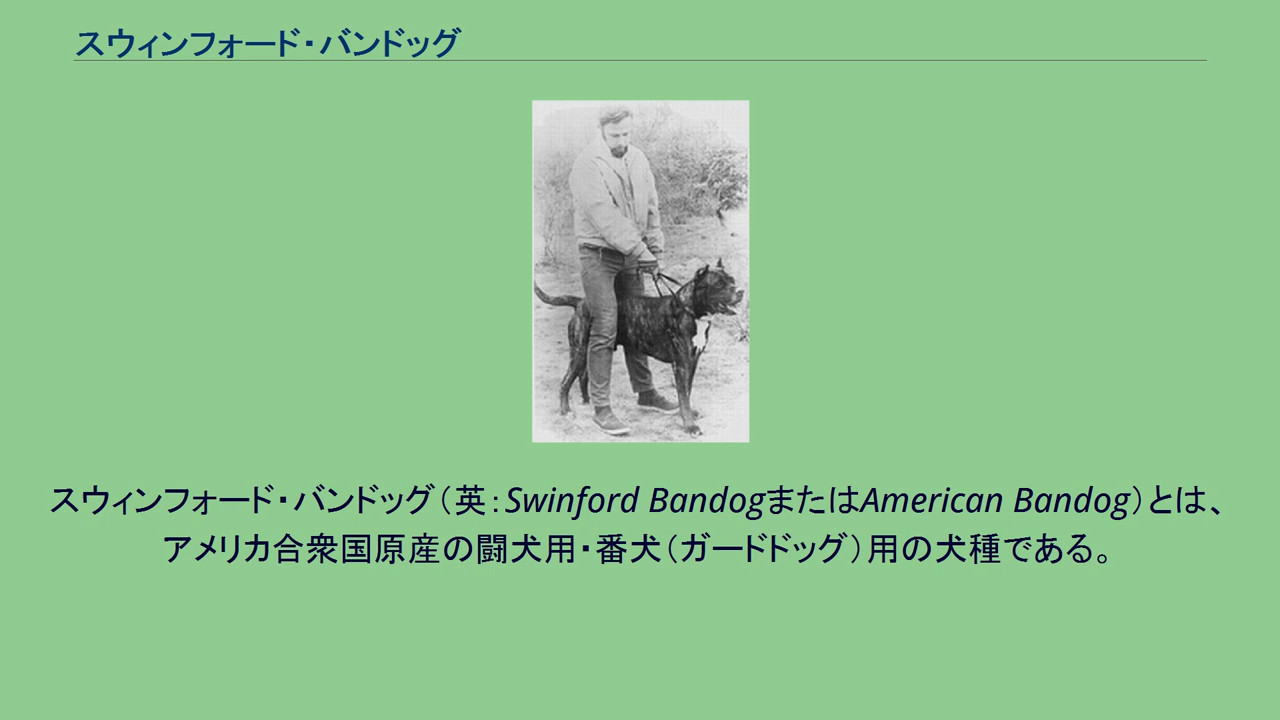 スウィンフォード・バンドッグ
スウィンフォード・バンドッグ（英：Swinford BandogまたはAmerican Bandog）とは、
アメリカ合衆国原産の闘犬用・番犬（ガードドッグ）用の犬種である。